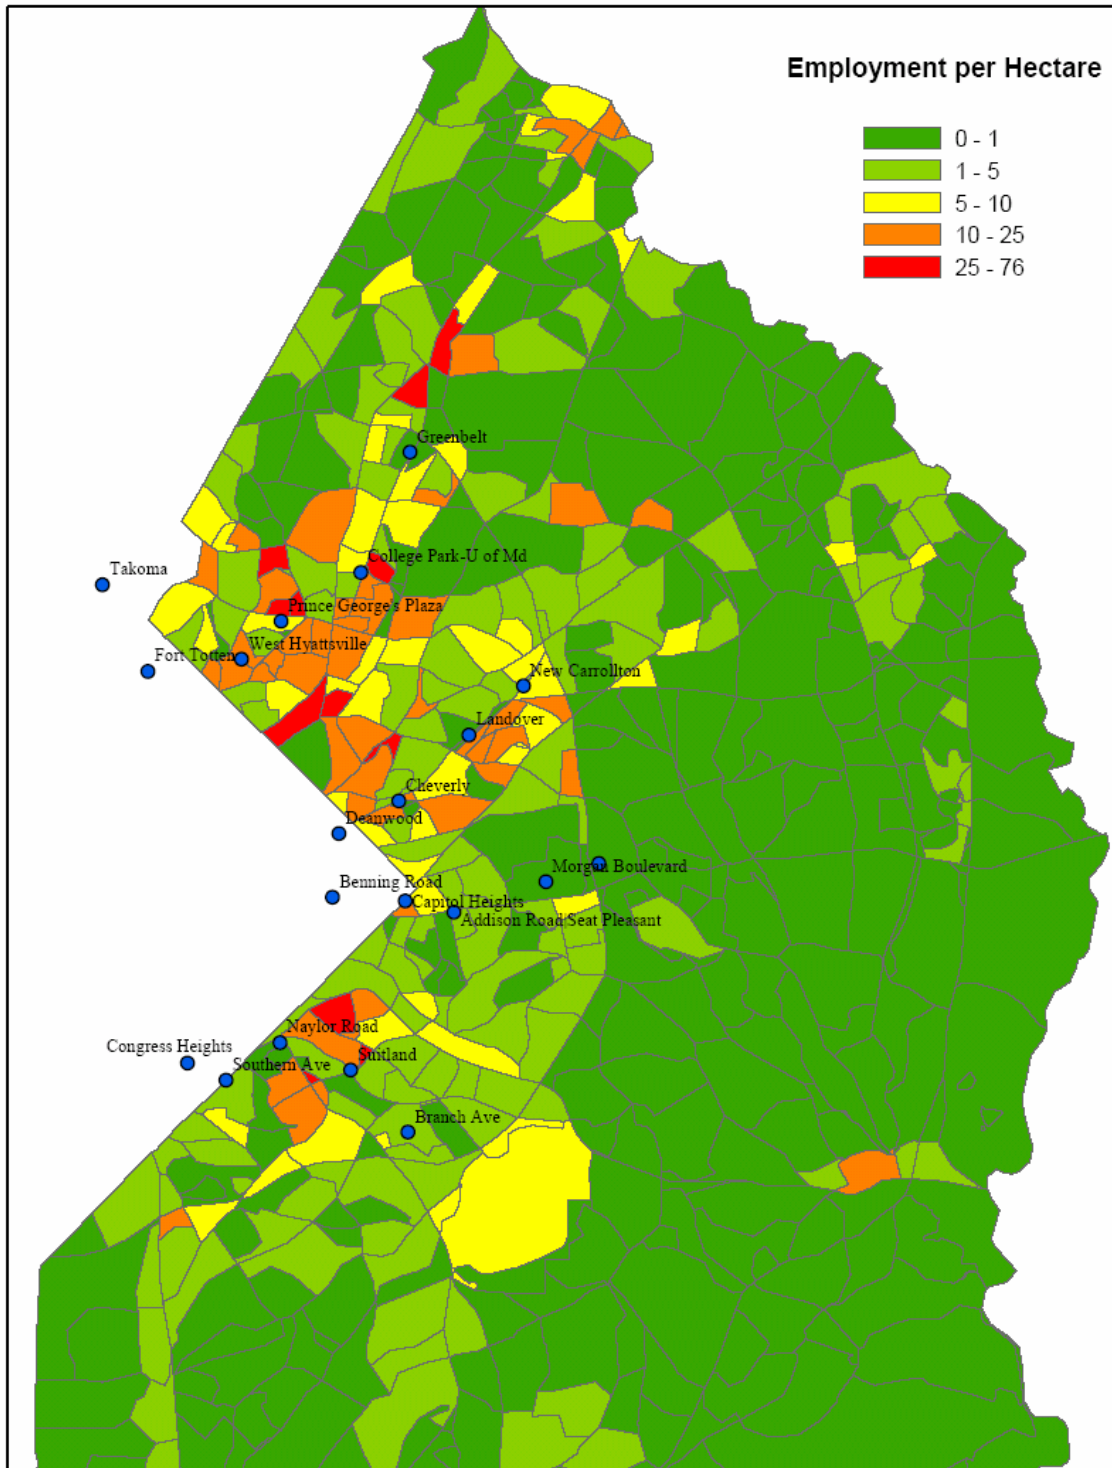 Employment per Hectare
0 - 1
1 - 5
5 - 10
10 - 25
25 - 76
Greenbelt
College Park-U of Md
Takoma
Prince George's Plaza
West Hyattsville
Fort Totten
New Carrollton
Landover
Cheverly
Deanwood
Morgan Boulevard
Benning Road
Capitol Heights
Addison Road Seat Pleasant
Naylor Road
Congress Heights
Suitland
Southern Ave
Branch Ave